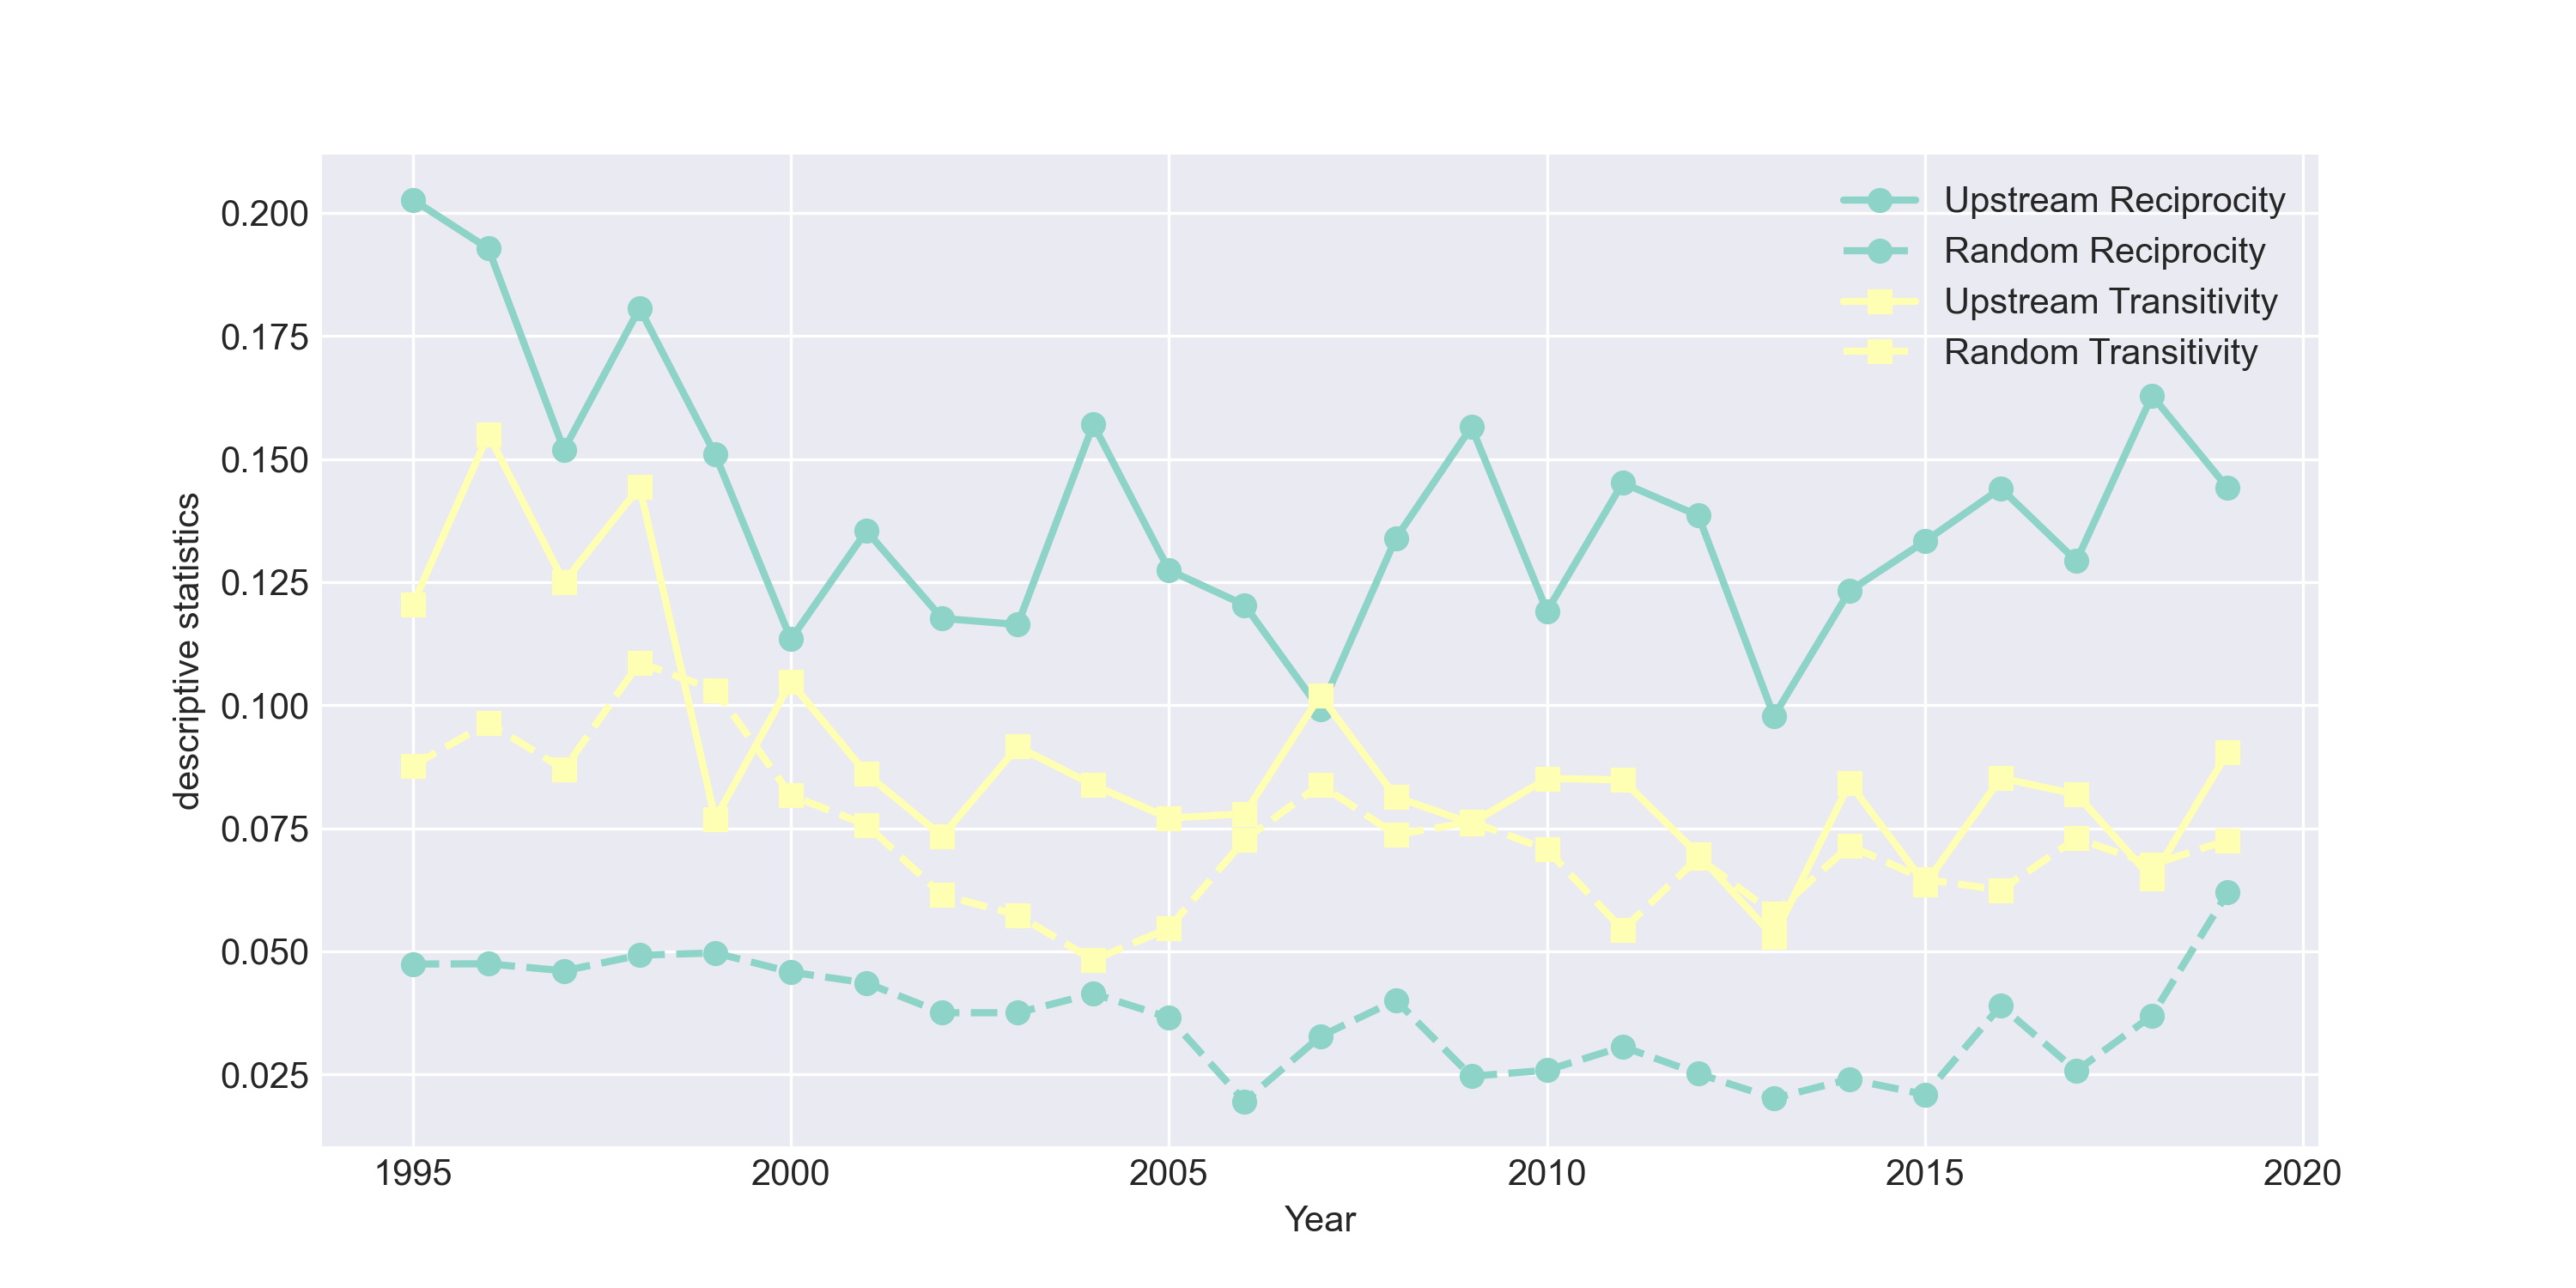 Upstream Reciprocity
Random Reciprocity
Upstream Transitivity
Random Transitivity
0.200
0.175
0.150
0.125
0.100
0.075
0.050
0.025
descriptive statistics
1995 2000 2005 2010 2015 2020
Year